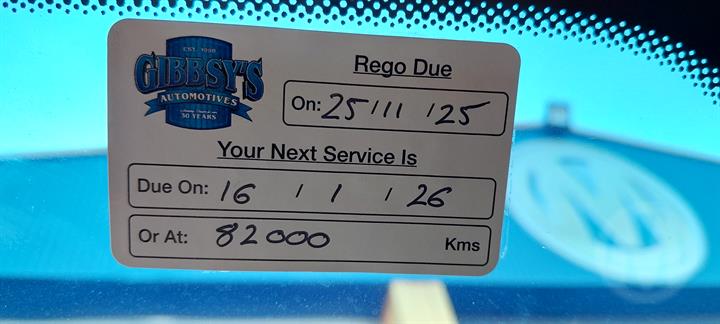 EST. 1990
GIBBSY'S
AUTOMOTIVES
30 YEARS
Rego Due
On: 25/11/25
Your Next Service Is
Due On: 16 / 1 / 26
Or At: 82000 Kms